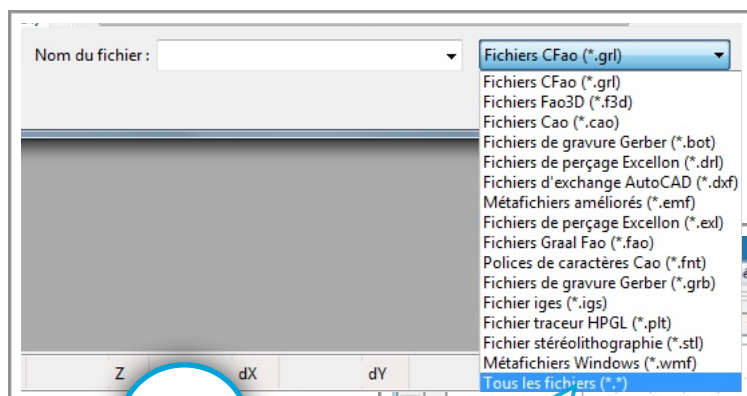 Nom du fichier :
Fichiers CFao (*.grl)
Fichiers CFao (*.grl)
Fichiers Fao3D (*.f3d)
Fichiers Cao (*.cao)
Fichiers de gravure Gerber (*.bot)
Fichiers de perçage Excellon (*.drl)
Fichiers d'exchange AutoCAD (*.dxf)
Métafichiers améliorés (*.emf)
Fichiers de perçage Excellon (*.exl)
Fichiers Graal Fao (*.fao)
Polices de caractères Cao (*.fnt)
Fichiers de gravure Gerber (*.grb)
Fichier iges (*.igs)
Fichier traceur HPGL (*.plt)
Fichier stéréolithographie (*.stl)
Métafichiers Windows (*.wmf)
Tous les fichiers (*.*)
Z dX dY